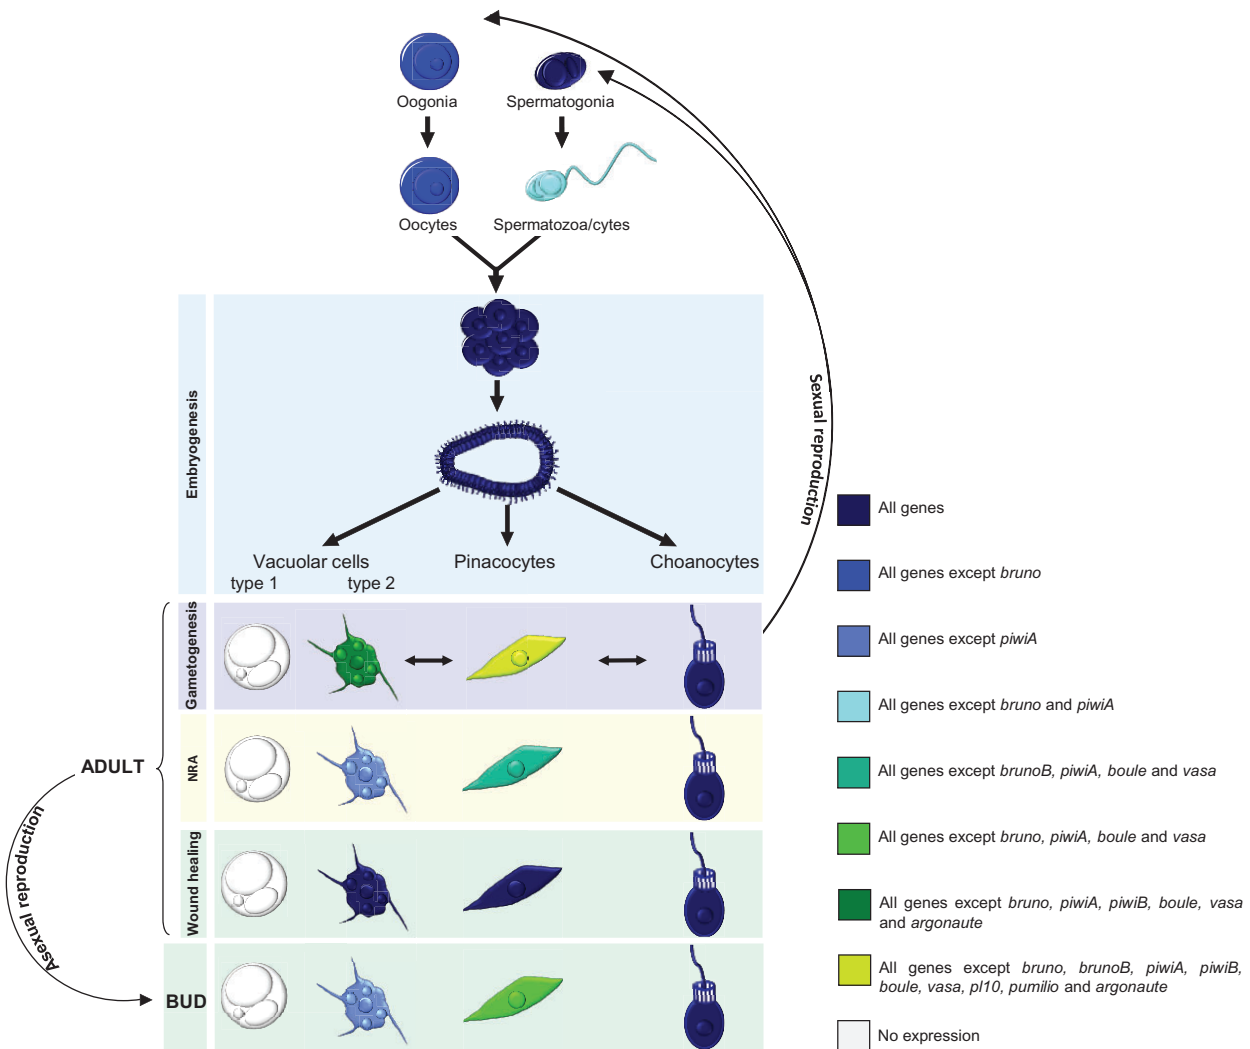 Oogonia
Spermatogonia
Oocytes
Spermatozoa/cytes
Embryogenesis
Vacuolar cells
type 1
type 2
Pinacocytes
Choanocytes
Sexual reproduction
Gametogenesis
NRA
Wound healing
ADULT
Asexual reproduction
BUD
All genes
All genes except bruno
All genes except piwiA
All genes except bruno and piwiA
All genes except brunoB, piwiA, boule and vasa
All genes except bruno, piwiA, boule and vasa
All genes except bruno, piwiA, piwiB, boule, vasa
and argonaute
All genes except bruno, brunoB, piwiA, piwiB,
boule, vasa, pl10, pumilio and argonaute
No expression